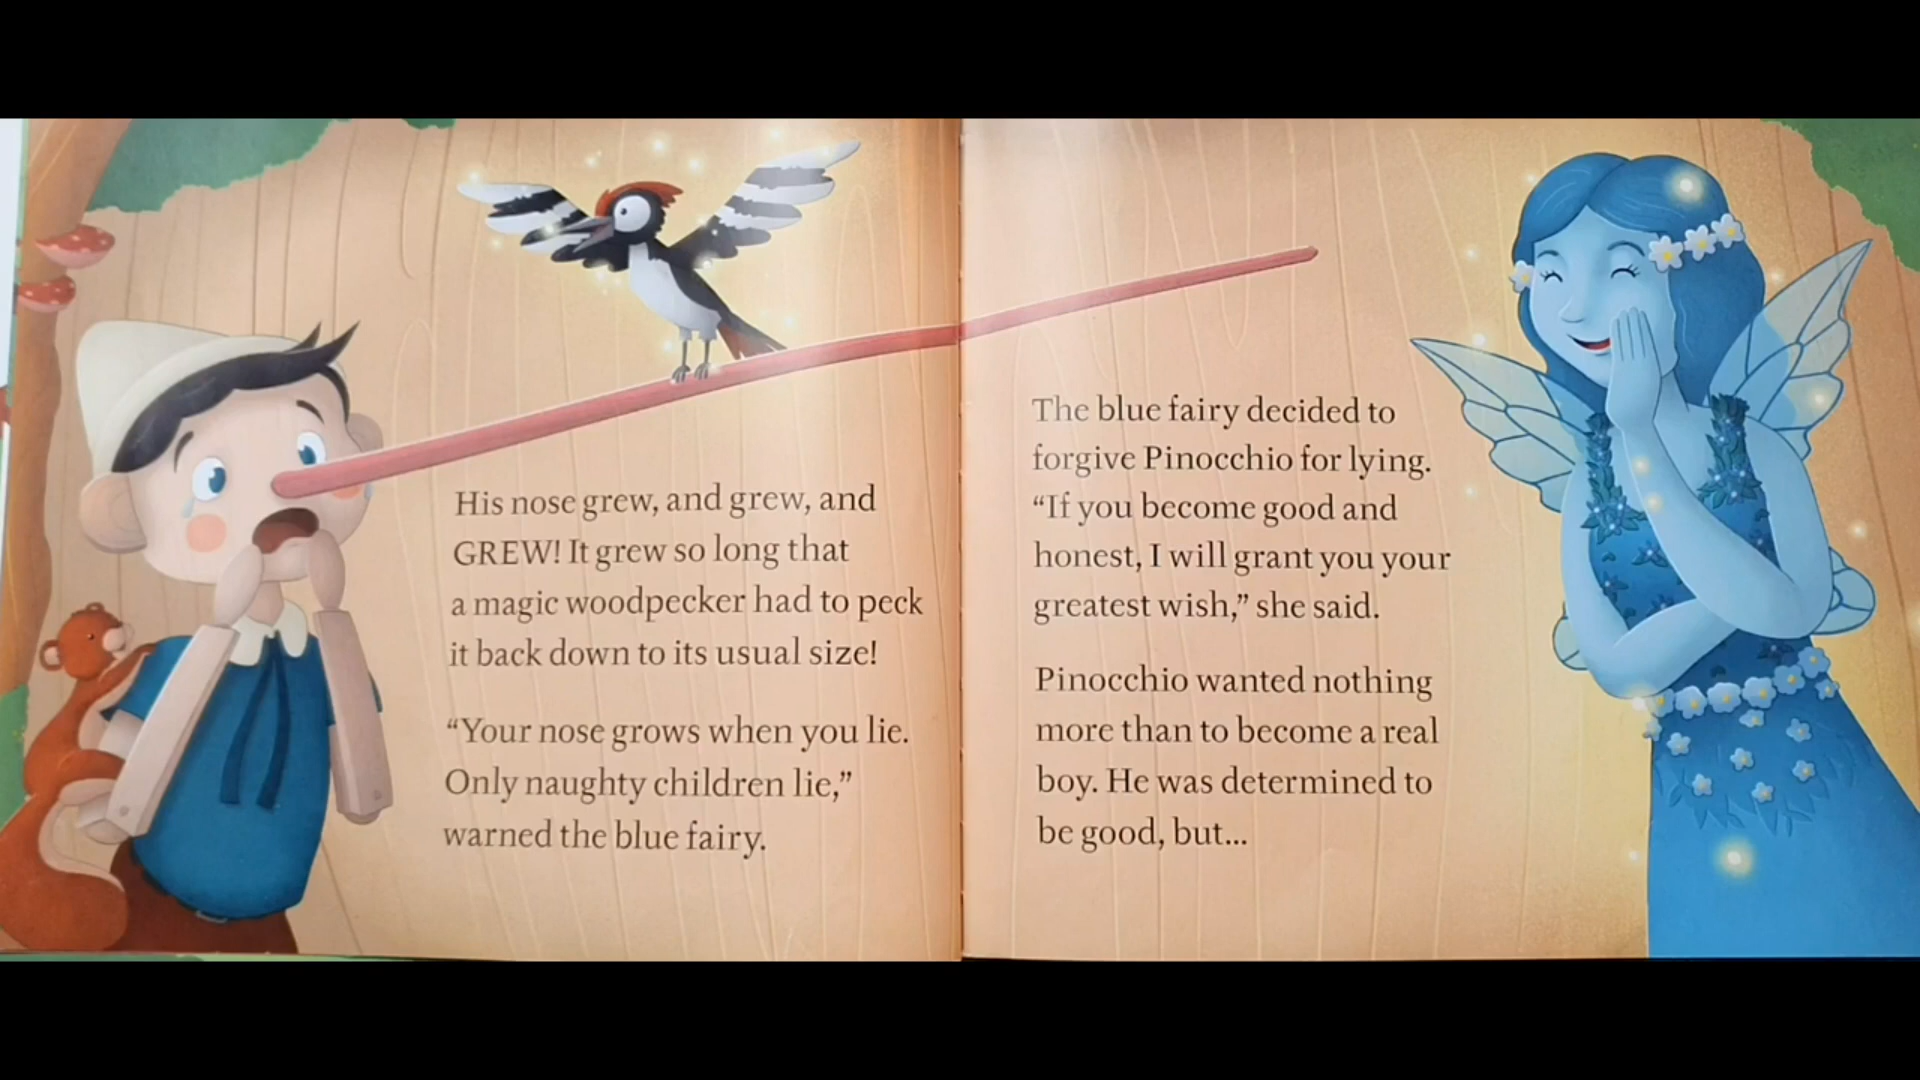 His nose grew, and grew, and
GREW! It grew so long that
a magic woodpecker had to peck
it back down to its usual size!
“Your nose grows when you lie.
Only naughty children lie,”
warned the blue fairy.
The blue fairy decided to
forgive Pinocchio for lying.
“If you become good and
honest, I will grant you your
greatest wish,” she said.
Pinocchio wanted nothing
more than to become a real
boy. He was determined to
be good, but...